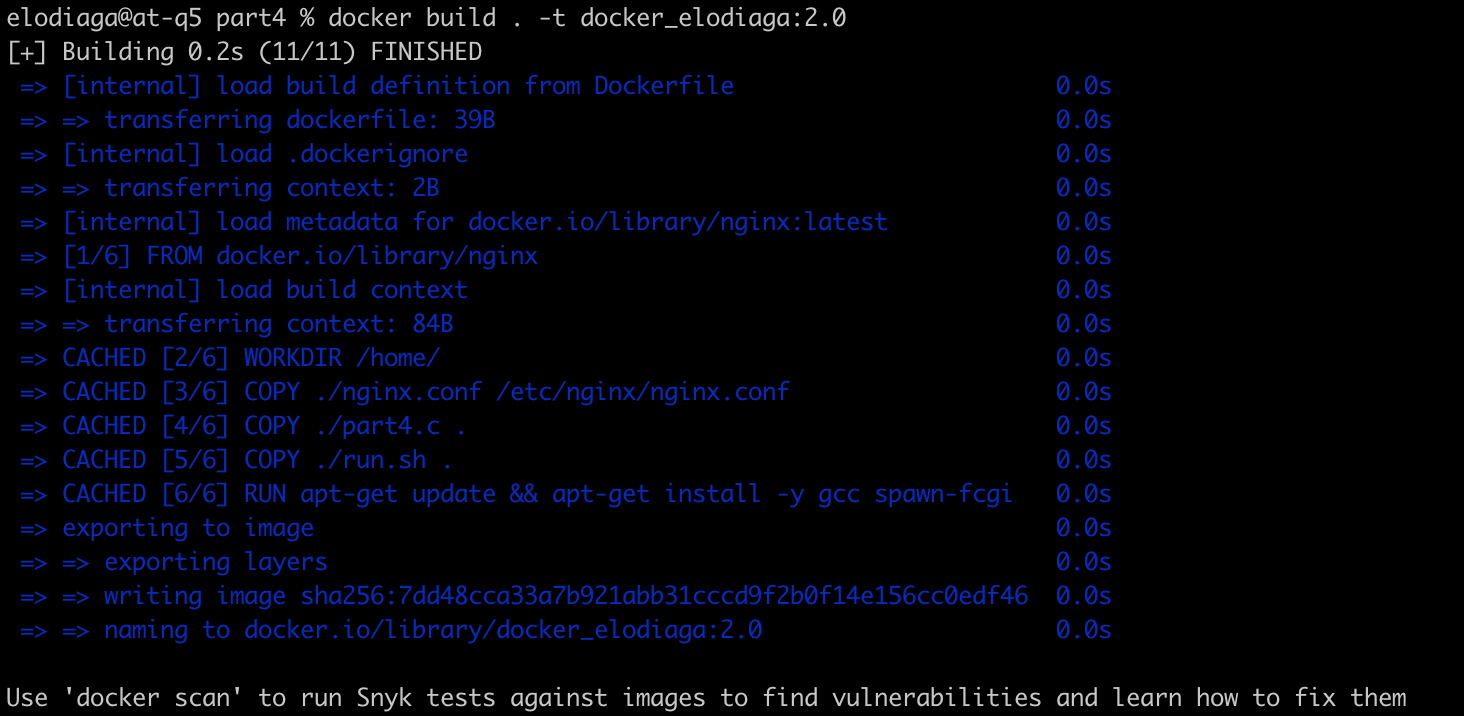 elodiaga@at-q5 part4 % docker build . -t docker_elodiaga:2.0
[+] Building 0.2s (11/11) FINISHED
=> [internal] load build definition from Dockerfile 0.0s
=> => transferring dockerfile: 39B 0.0s
=> [internal] load .dockerignore 0.0s
=> => transferring context: 2B 0.0s
=> [internal] load metadata for docker.io/library/nginx:latest 0.0s
=> [1/6] FROM docker.io/library/nginx 0.0s
=> [internal] load build context 0.0s
=> => transferring context: 84B 0.0s
=> CACHED [2/6] WORKDIR /home/ 0.0s
=> CACHED [3/6] COPY ./nginx.conf /etc/nginx/nginx.conf 0.0s
=> CACHED [4/6] COPY ./part4.c . 0.0s
=> CACHED [5/6] COPY ./run.sh . 0.0s
=> CACHED [6/6] RUN apt-get update && apt-get install -y gcc spawn-fcgi 0.0s
=> exporting to image 0.0s
=> => exporting layers 0.0s
=> => writing image sha256:7dd48cca33a7b921abb31cccd9f2b0f14e156cc0edf46 0.0s
=> => naming to docker.io/library/docker_elodiaga:2.0 0.0s
Use 'docker scan' to run Snyk tests against images to find vulnerabilities and learn how to fix them